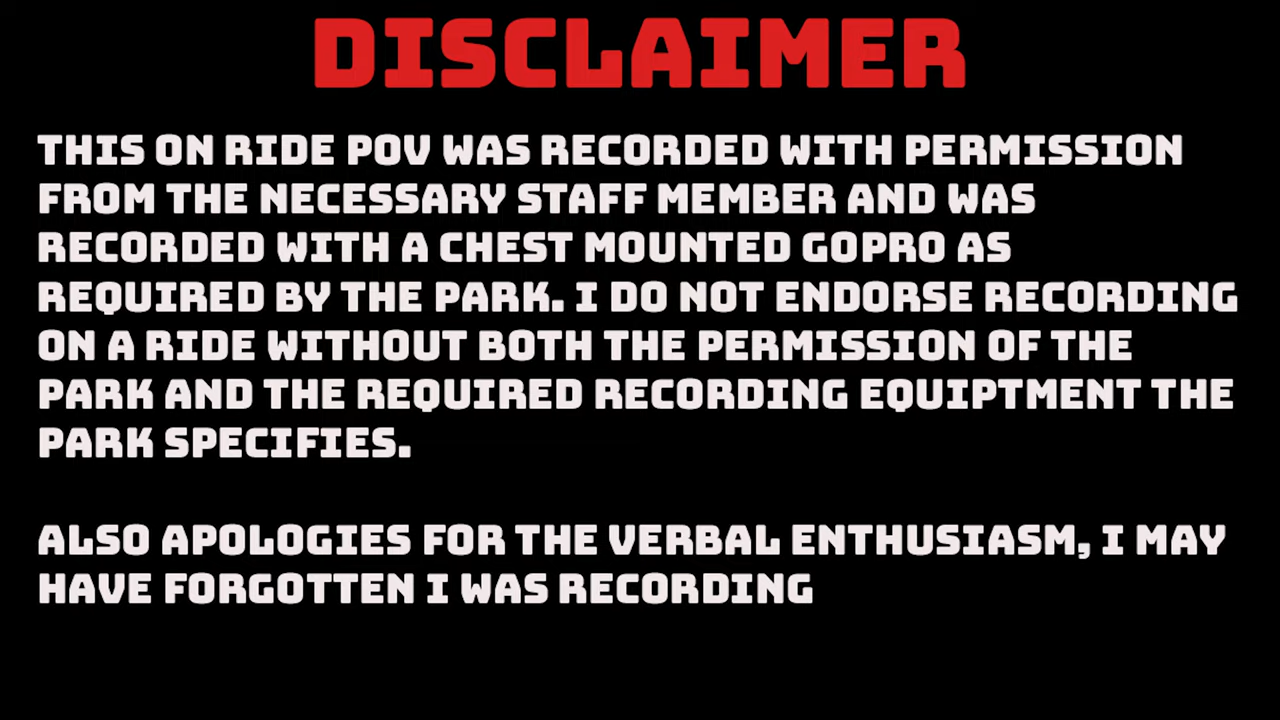 DISCLAIMER
THIS ON RIDE POV WAS RECORDED WITH PERMISSION
FROM THE NECESSARY STAFF MEMBER AND WAS
RECORDED WITH A CHEST MOUNTED GOPRO AS
REQUIRED BY THE PARK. I DO NOT ENDORSE RECORDING
ON A RIDE WITHOUT BOTH THE PERMISSION OF THE
PARK AND THE REQUIRED RECORDING EQUIPTMENT THE
PARK SPECIFIES.
ALSO APOLOGIES FOR THE VERBAL ENTHUSIASM, I MAY
HAVE FORGOTTEN I WAS RECORDING